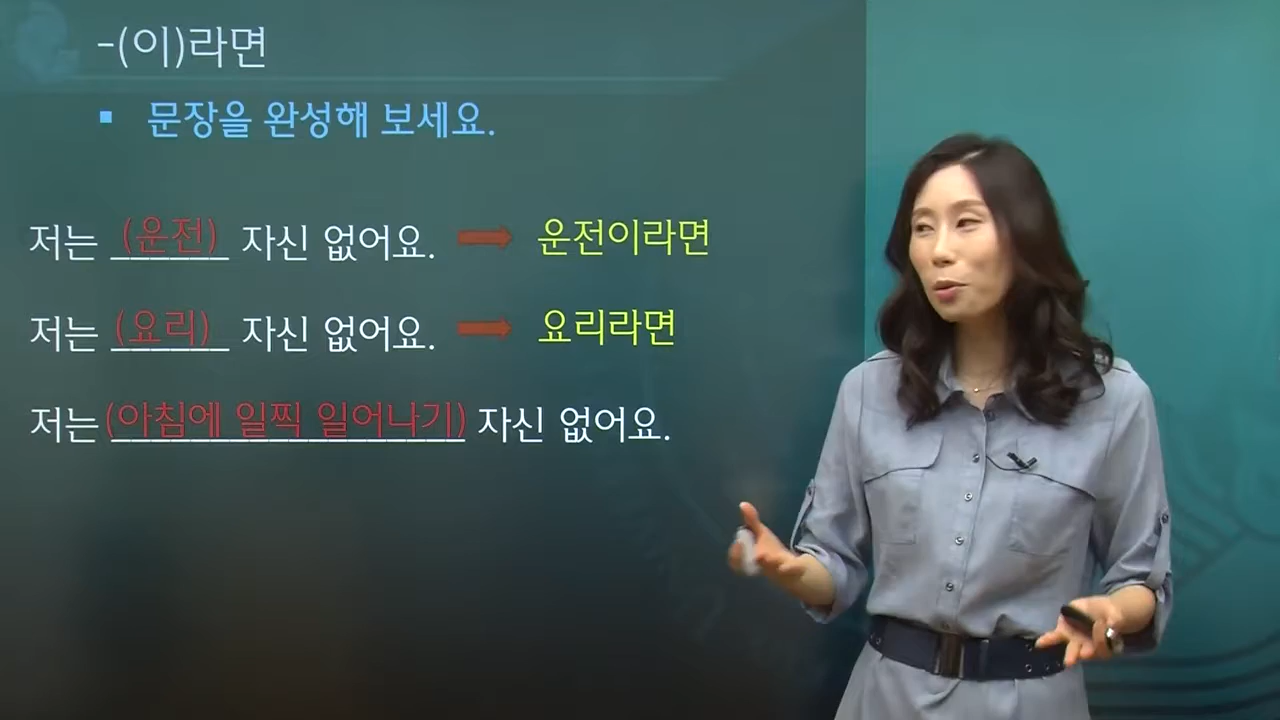 -(이)라면
▪ 문장을 완성해 보세요.
저는 (운전) 자신 없어요. ➡ 운전이라면
저는 (요리) 자신 없어요. ➡ 요리라면
저는(아침에 일찍 일어나기) 자신 없어요.